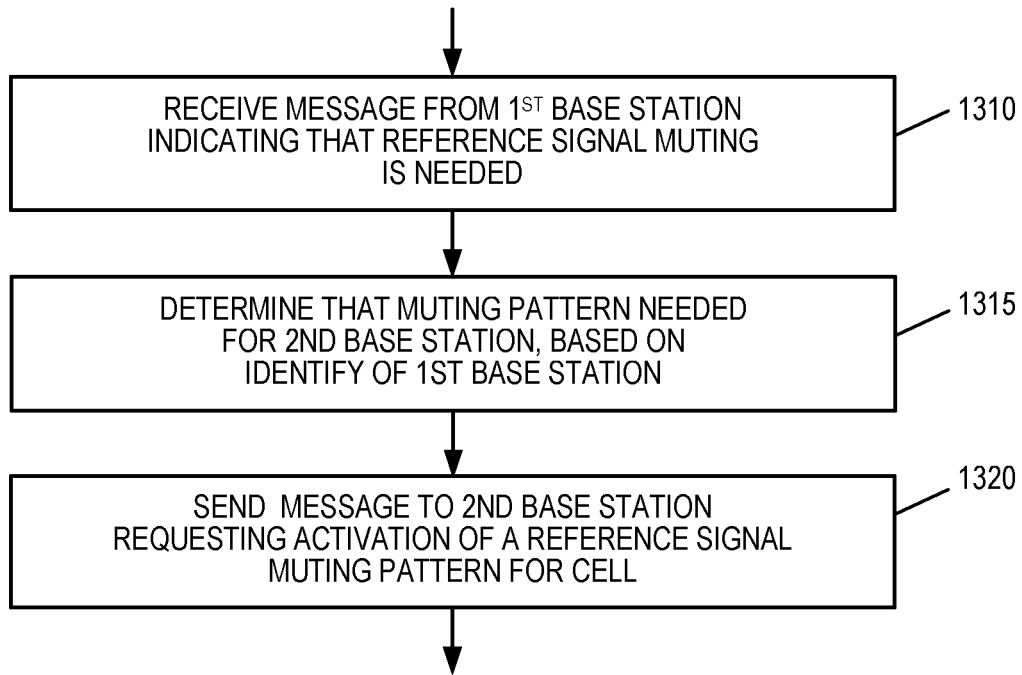 RECEIVE MESSAGE FROM 1ST BASE STATION
INDICATING THAT REFERENCE SIGNAL MUTING
IS NEEDED
1310
DETERMINE THAT MUTING PATTERN NEEDED
FOR 2ND BASE STATION, BASED ON
IDENTIFY OF 1ST BASE STATION
1315
SEND MESSAGE TO 2ND BASE STATION
REQUESTING ACTIVATION OF A REFERENCE SIGNAL
MUTING PATTERN FOR CELL
1320